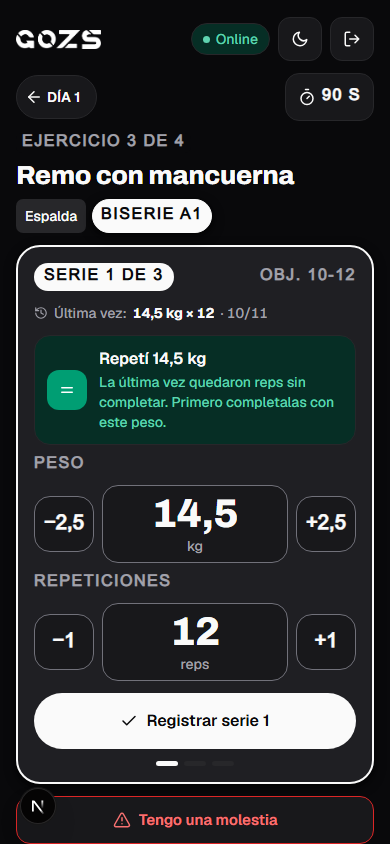 GOZS
Online
DÍA 1
90 S
EJERCICIO 3 DE 4
Remo con mancuerna
Espalda
BISERIE A1
SERIE 1 DE 3
OBJ. 10-12
Última vez: 14,5 kg × 12 · 10/11
=
Repetí 14,5 kg
La última vez quedaron reps sin
completar. Primero completalas con
este peso.
PESO
−2,5
14,5
kg
+2,5
REPETICIONES
−1
12
reps
+1
Registrar serie 1
N
Tengo una molestia